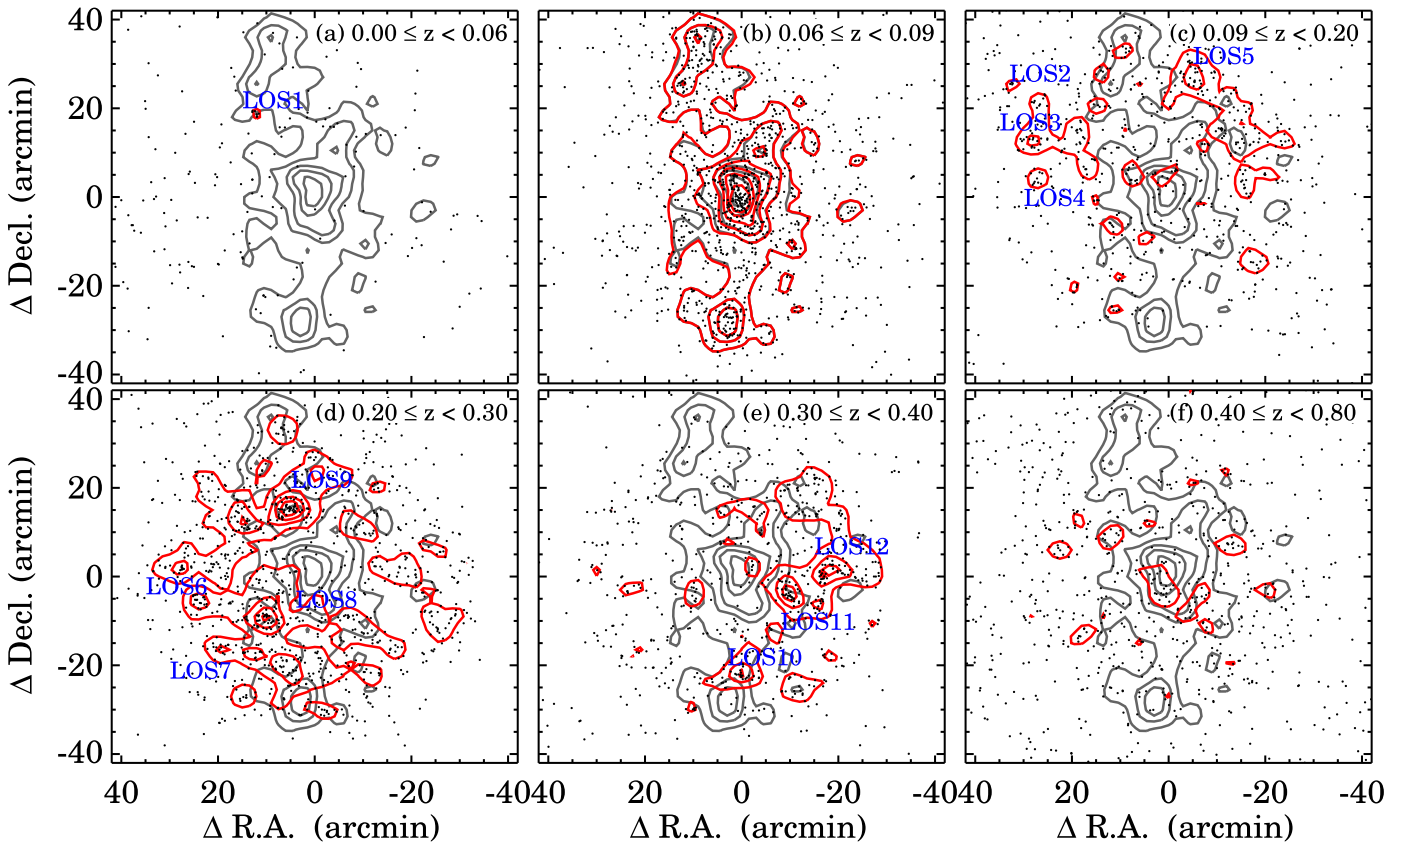 (a) 0.00 ≤ z < 0.06
(b) 0.06 ≤ z < 0.09
(c) 0.09 ≤ z < 0.20
40
20
0
-20
-40
Δ Decl. (arcmin)
LOS1
LOS2
LOS3
LOS4
LOS5
(d) 0.20 ≤ z < 0.30
(e) 0.30 ≤ z < 0.40
(f) 0.40 ≤ z < 0.80
40
20
0
-20
-40
Δ Decl. (arcmin)
LOS9
LOS6
LOS8
LOS7
LOS12
LOS11
LOS10
40 20 0 -20 -40
40 20 0 -20 -40
40 20 0 -20 -40
Δ R.A. (arcmin)
Δ R.A. (arcmin)
Δ R.A. (arcmin)